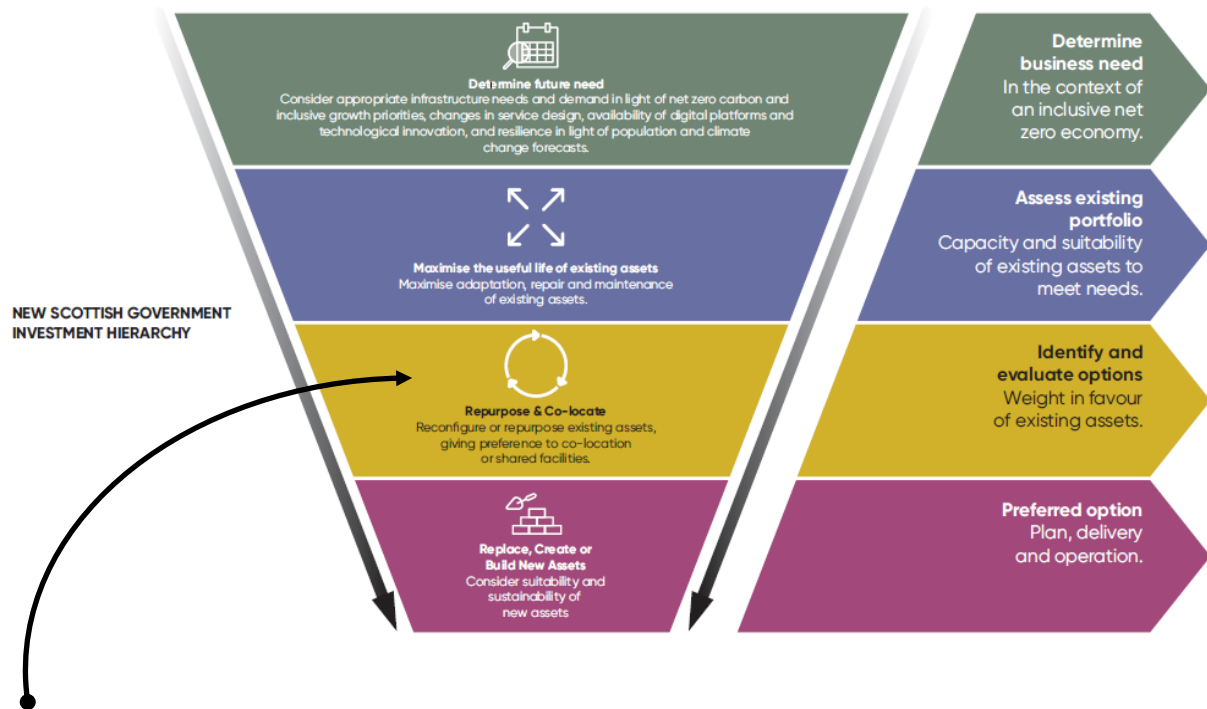 Determine future need
Consider appropriate infrastructure needs and demand in light of net zero carbon and
inclusive growth priorities, changes in service design, availability of digital platforms and
technological innovation, and resilience in light of population and climate
change forecasts.
Determine
business need
In the context of
an inclusive net
zero economy.
Maximise the useful life of existing assets
Maximise adaptation, repair and maintenance
of existing assets.
Assess existing
portfolio
Capacity and suitability
of existing assets to
meet needs.
NEW SCOTTISH GOVERNMENT
INVESTMENT HIERARCHY
Repurpose & Co-locate
Reconfigure or repurpose existing assets,
giving preference to co-location
or shared facilities.
Identify and
evaluate options
Weight in favour
of existing assets.
Replace, Create or
Build New Assets
Consider suitability and
sustainability of
new assets
Preferred option
Plan, delivery
and operation.